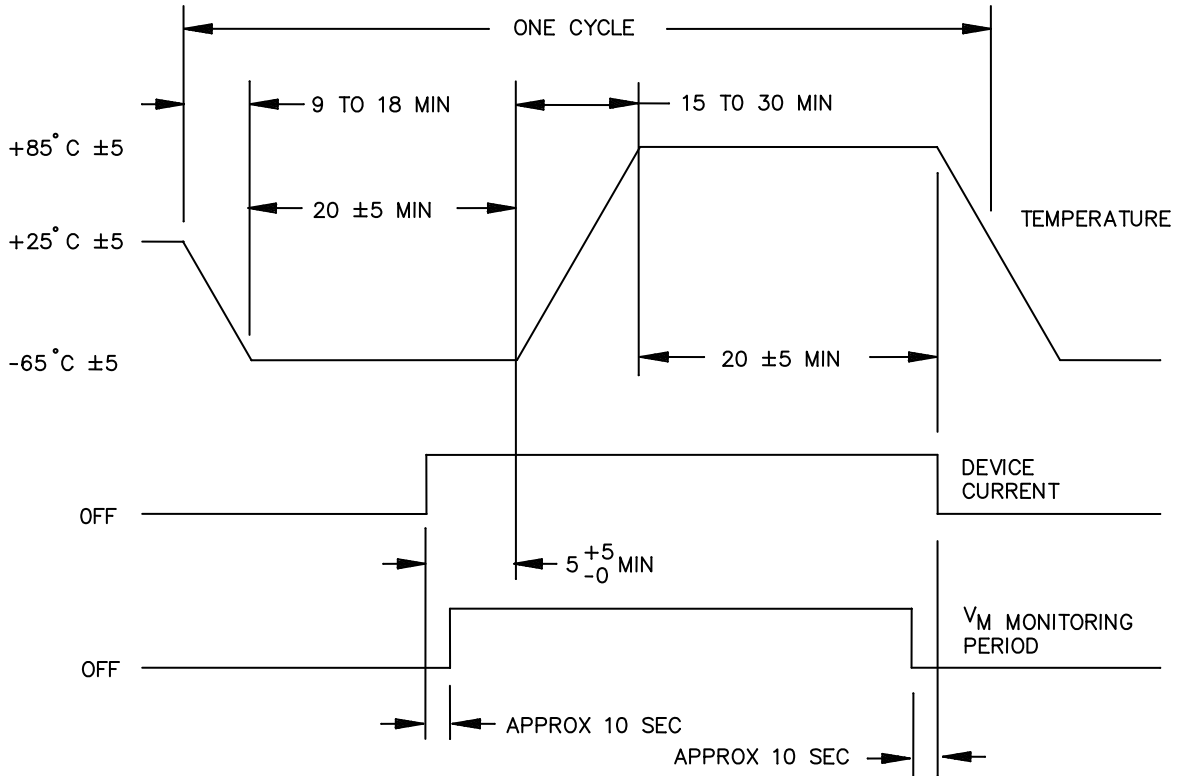 ONE CYCLE
9 TO 18 MIN
15 TO 30 MIN
+85°C ±5
20 ±5 MIN
+25°C ±5
TEMPERATURE
-65°C ±5
20 ±5 MIN
DEVICE
CURRENT
OFF
5 +5 -0 MIN
VM MONITORING
PERIOD
OFF
APPROX 10 SEC
APPROX 10 SEC